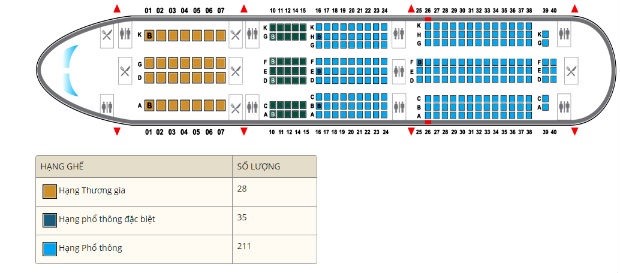 01 02 03 04 05 06 07
10 11 12 13 14 15
16 17 18 19 20 21 22 23 24
25 26 27 28 29 30 31 32 33 34 35 36 37 38
39 40
K B
G
D
A B
K
H
G
F
E
D
C
B
A
K
H
G
F
E
D
C
B
A
01 02 03 04 05 06 07
10 11 12 13 14 15
16 17 18 19 20 21 22 23 24
25 26 27 28 29 30 31 32 33 34 35 36 37 38
39 40
HẠNG GHẾ SỐ LƯỢNG
Hạng Thương gia 28
Hạng phổ thông đặc biệt 35
Hạng Phổ thông 211